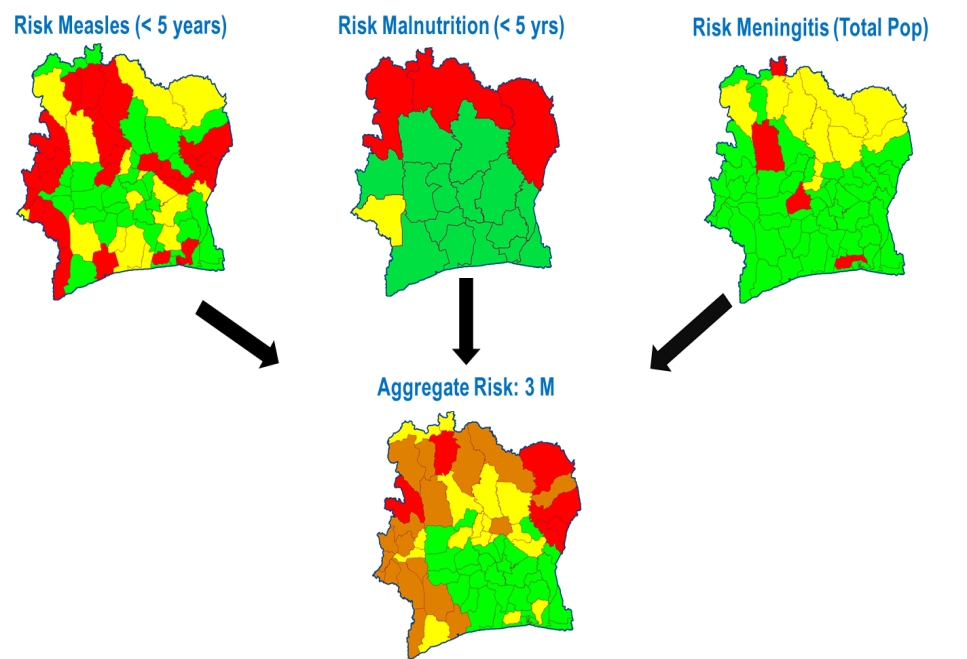 Risk Measles (< 5 years)
Risk Malnutrition (< 5 yrs)
Risk Meningitis (Total Pop)
Aggregate Risk: 3 M